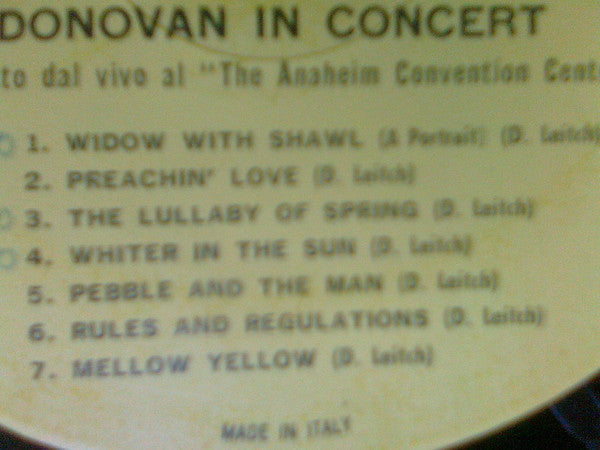 DONOVAN IN CONCERT
to dal vivo al "The Anaheim Convention Cent
1. WIDOW WITH SHAWL (A Portrait) (D. Leitch)
2. PREACHIN' LOVE (D. Leitch)
3. THE LULLABY OF SPRING (D. Leitch)
4. WHITER IN THE SUN (D. Leitch)
5. PEBBLE AND THE MAN (D. Leitch)
6. RULES AND REGULATIONS (D. Leitch)
7. MELLOW YELLOW (D. Leitch)
MADE IN ITALY